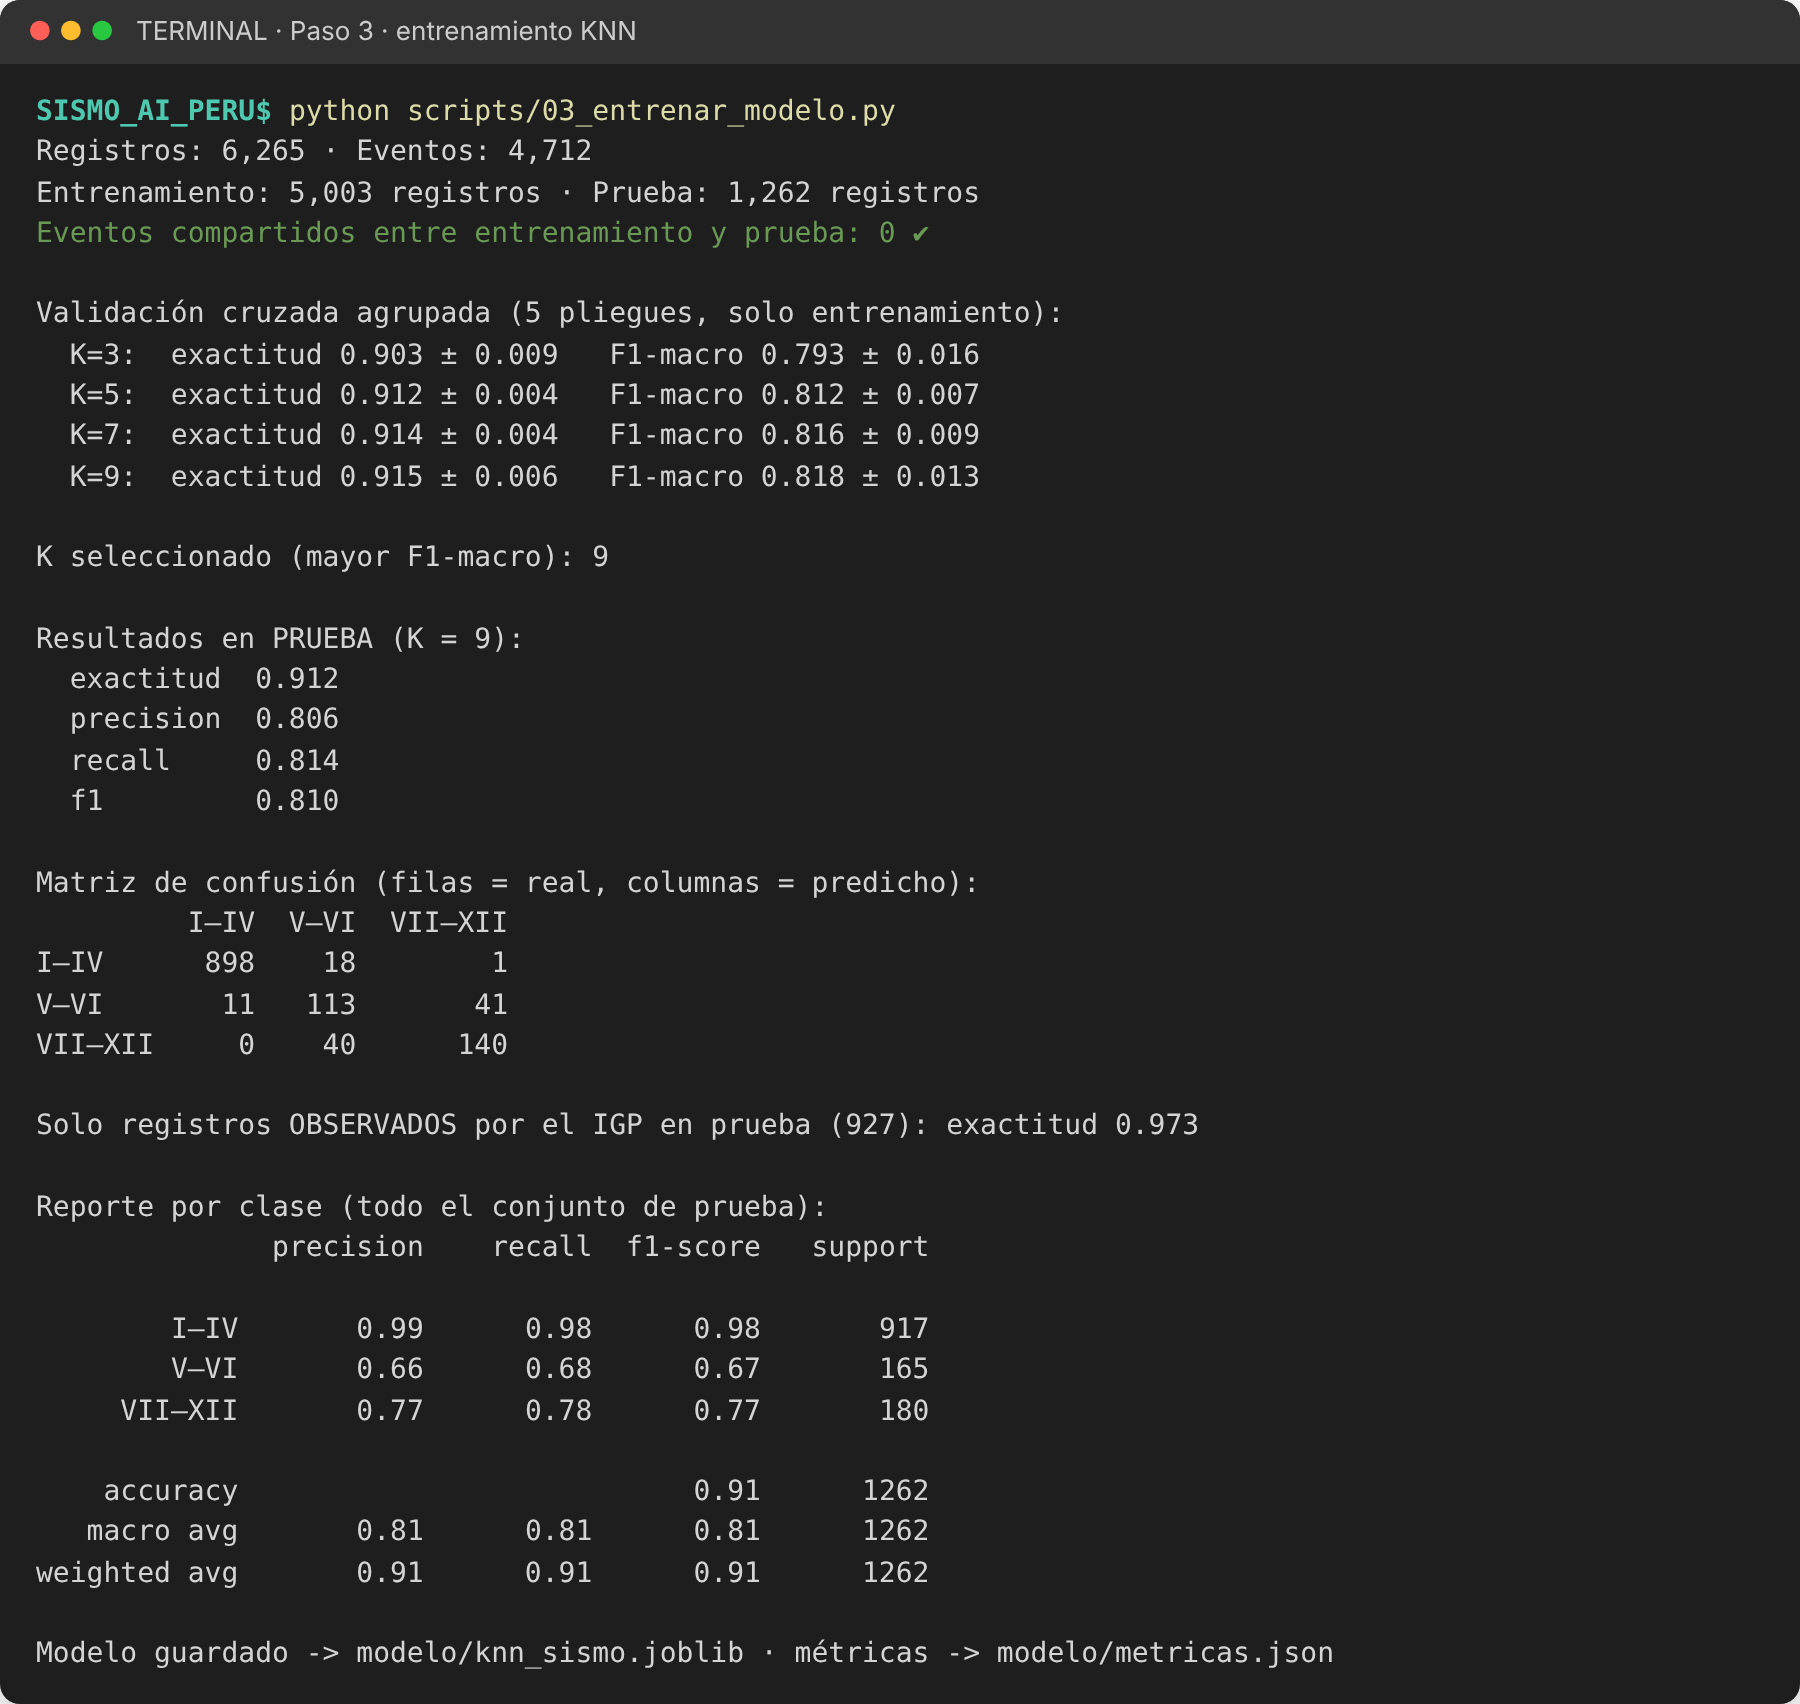 TERMINAL · Paso 3 · entrenamiento KNN
SISMO_AI_PERU$ python scripts/03_entrenar_modelo.py
Registros: 6,265 · Eventos: 4,712
Entrenamiento: 5,003 registros · Prueba: 1,262 registros
Eventos compartidos entre entrenamiento y prueba: 0 ✔
Validación cruzada agrupada (5 pliegues, solo entrenamiento):
K=3: exactitud 0.903 ± 0.009 F1-macro 0.793 ± 0.016
K=5: exactitud 0.912 ± 0.004 F1-macro 0.812 ± 0.007
K=7: exactitud 0.914 ± 0.004 F1-macro 0.816 ± 0.009
K=9: exactitud 0.915 ± 0.006 F1-macro 0.818 ± 0.013
K seleccionado (mayor F1-macro): 9
Resultados en PRUEBA (K = 9):
exactitud 0.912
precision 0.806
recall 0.814
f1 0.810
Matriz de confusión (filas = real, columnas = predicho):
I–IV V–VI VII–XII
I–IV 898 18 1
V–VI 11 113 41
VII–XII 0 40 140
Solo registros OBSERVADOS por el IGP en prueba (927): exactitud 0.973
Reporte por clase (todo el conjunto de prueba):
precision recall f1-score support
I–IV 0.99 0.98 0.98 917
V–VI 0.66 0.68 0.67 165
VII–XII 0.77 0.78 0.77 180
accuracy 0.91 1262
macro avg 0.81 0.81 0.81 1262
weighted avg 0.91 0.91 0.91 1262
Modelo guardado -> modelo/knn_sismo.joblib · métricas -> modelo/metricas.json